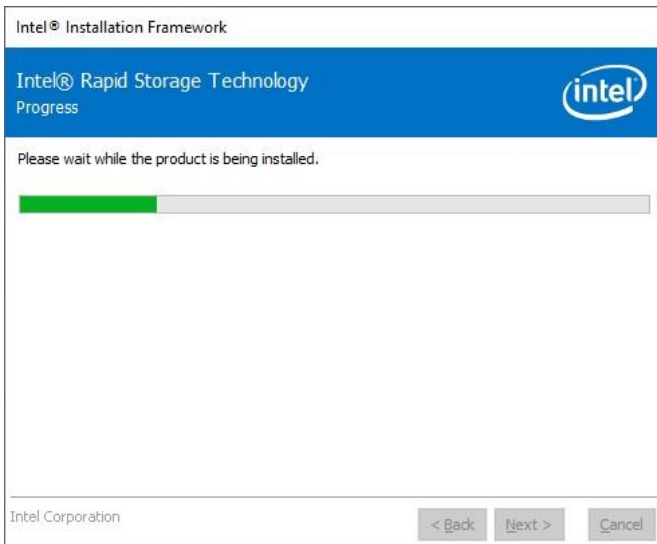 Intel® Installation Framework
Intel® Rapid Storage Technology
Progress
intel
Please wait while the product is being installed.
Intel Corporation
< Back Next > Cancel